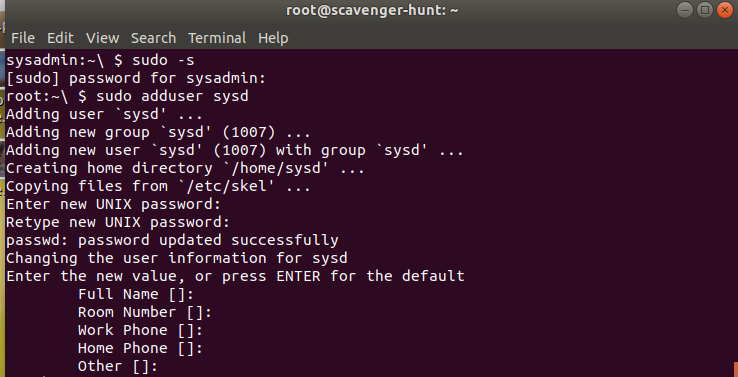 root@scavenger-hunt: ~
File Edit View Search Terminal Help
sysadmin:~\ $ sudo -s
[sudo] password for sysadmin:
root:~\ $ sudo adduser sysd
Adding user `sysd' ...
Adding new group `sysd' (1007) ...
Adding new user `sysd' (1007) with group `sysd' ...
Creating home directory `/home/sysd' ...
Copying files from `/etc/skel' ...
Enter new UNIX password:
Retype new UNIX password:
passwd: password updated successfully
Changing the user information for sysd
Enter the new value, or press ENTER for the default
Full Name []:
Room Number []:
Work Phone []:
Home Phone []:
Other []: